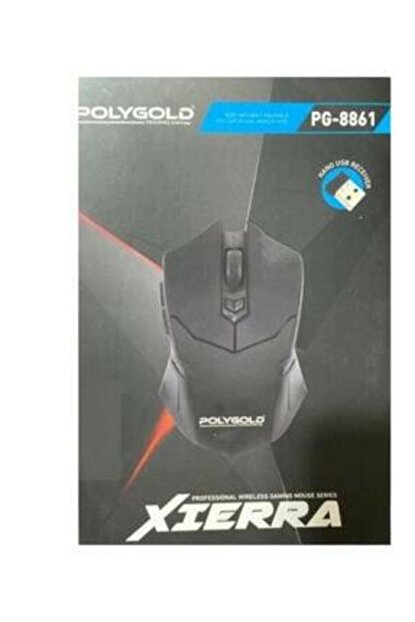 POLYGOLD
PG-8861
NANO USB RECEIVER
POLYGOLD
PROFESSIONAL WIRELESS GAMING MOUSE SERIES
XIERRA